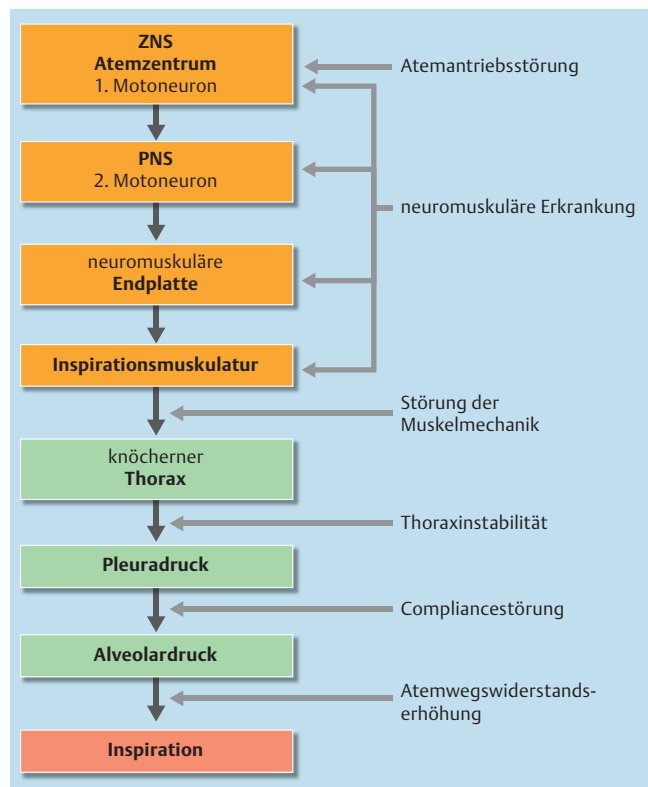 ZNS
Atemzentrum
1. Motoneuron
Atemantriebsstörung
PNS
2. Motoneuron
neuromuskuläre Erkrankung
neuromuskuläre
Endplatte
Inspirationsmuskulatur
Störung der
Muskelmechanik
knöcherner
Thorax
Thoraxinstabilität
Pleuradruck
Compliancestörung
Alveolardruck
Atemwegswiderstands-
erhöhung
Inspiration